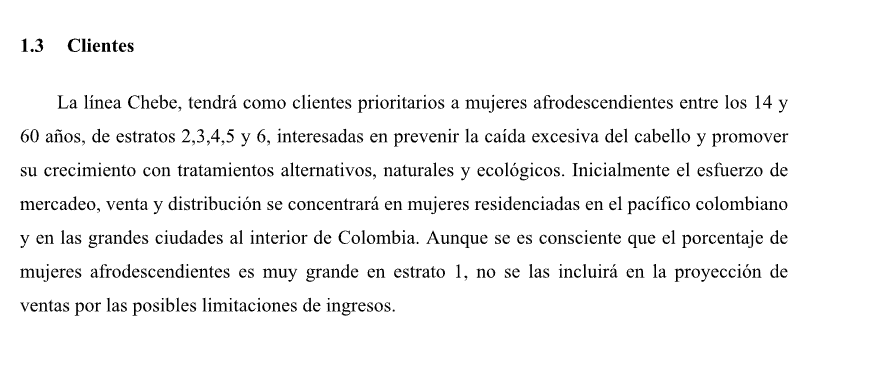 1.3 Clientes
La línea Chebe, tendrá como clientes prioritarios a mujeres afrodescendientes entre los 14 y
60 años, de estratos 2,3,4,5 y 6, interesadas en prevenir la caída excesiva del cabello y promover
su crecimiento con tratamientos alternativos, naturales y ecológicos. Inicialmente el esfuerzo de
mercadeo, venta y distribución se concentrará en mujeres residenciadas en el pacífico colombiano
y en las grandes ciudades al interior de Colombia. Aunque se es consciente que el porcentaje de
mujeres afrodescendientes es muy grande en estrato 1, no se las incluirá en la proyección de
ventas por las posibles limitaciones de ingresos.